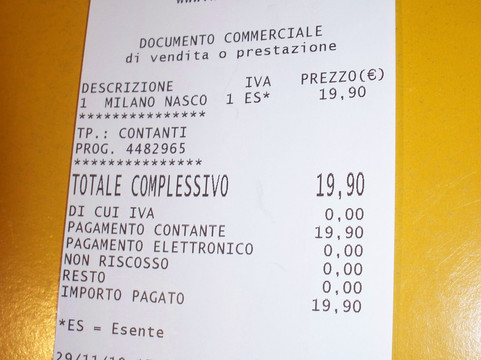 DOCUMENTO COMMERCIALE
di vendita o prestazione
DESCRIZIONE IVA PREZZO(€)
1 MILANO NASCO 1 ES* 19,90
***************
TP.: CONTANTI
PROG. 4482965
***************
TOTALE COMPLESSIVO 19,90
DI CUI IVA 0,00
PAGAMENTO CONTANTE 19,90
PAGAMENTO ELETTRONICO 0,00
NON RISCOSSO 0,00
RESTO 0,00
IMPORTO PAGATO 19,90
*ES = Esente